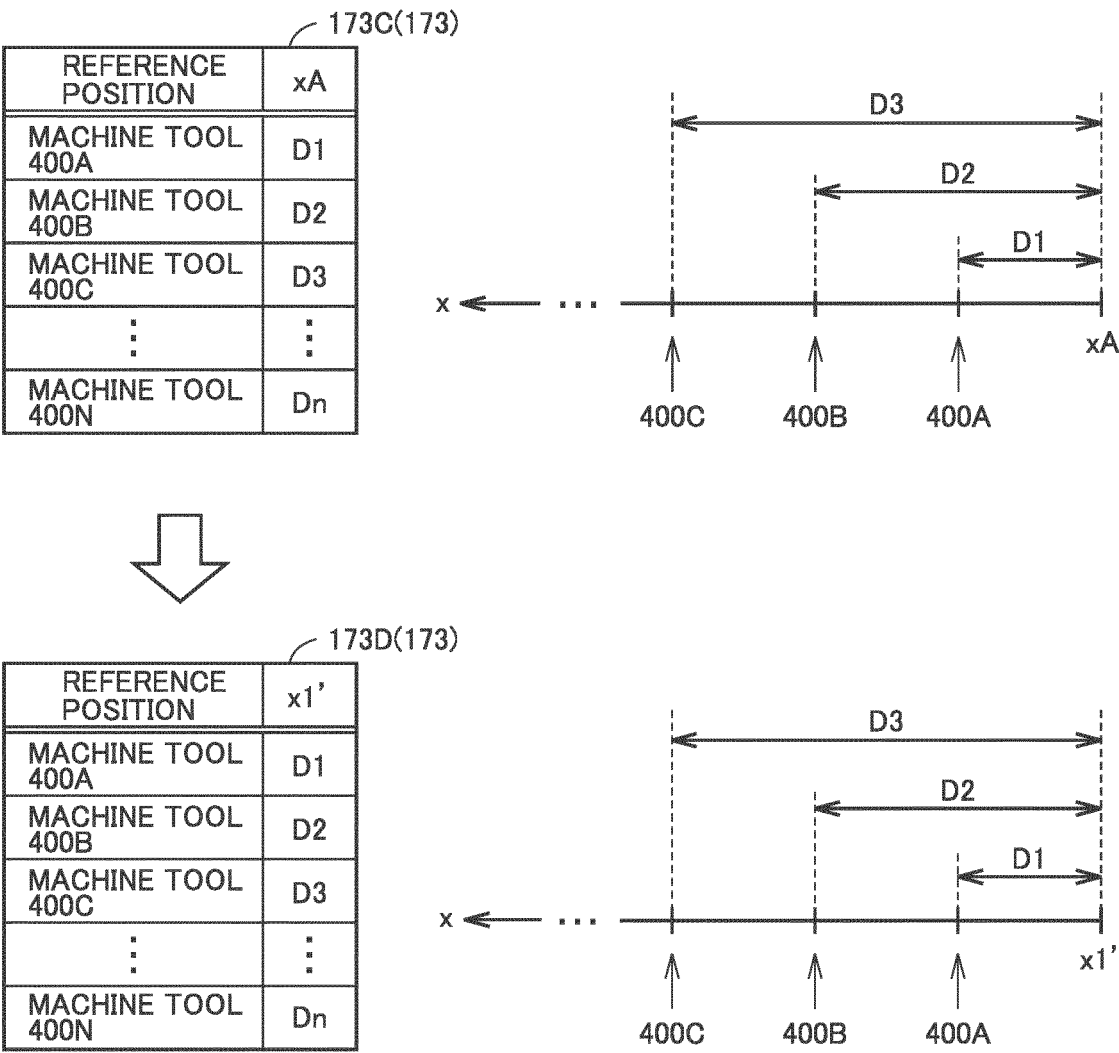 173C(173)
REFERENCE
POSITION
xA
MACHINE TOOL
400A
D1
MACHINE TOOL
400B
D2
MACHINE TOOL
400C
D3
⋮
⋮
MACHINE TOOL
400N
Dn
D3
D2
D1
x
...
xA
400C
400B
400A
173D(173)
REFERENCE
POSITION
x1’
MACHINE TOOL
400A
D1
MACHINE TOOL
400B
D2
MACHINE TOOL
400C
D3
⋮
⋮
MACHINE TOOL
400N
Dn
D3
D2
D1
x
...
x1’
400C
400B
400A